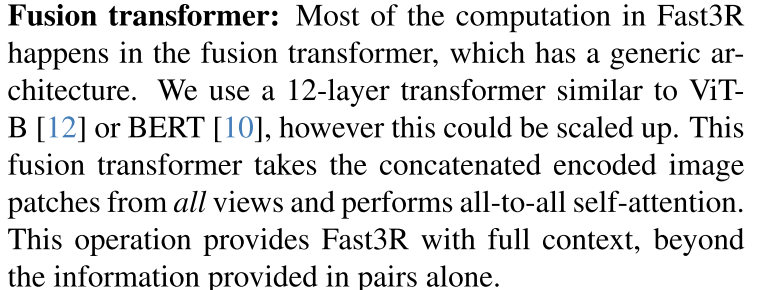 Fusion transformer: Most of the computation in Fast3R
happens in the fusion transformer, which has a generic ar-
chitecture. We use a 12-layer transformer similar to ViT-
B [12] or BERT [10], however this could be scaled up. This
fusion transformer takes the concatenated encoded image
patches from all views and performs all-to-all self-attention.
This operation provides Fast3R with full context, beyond
the information provided in pairs alone.